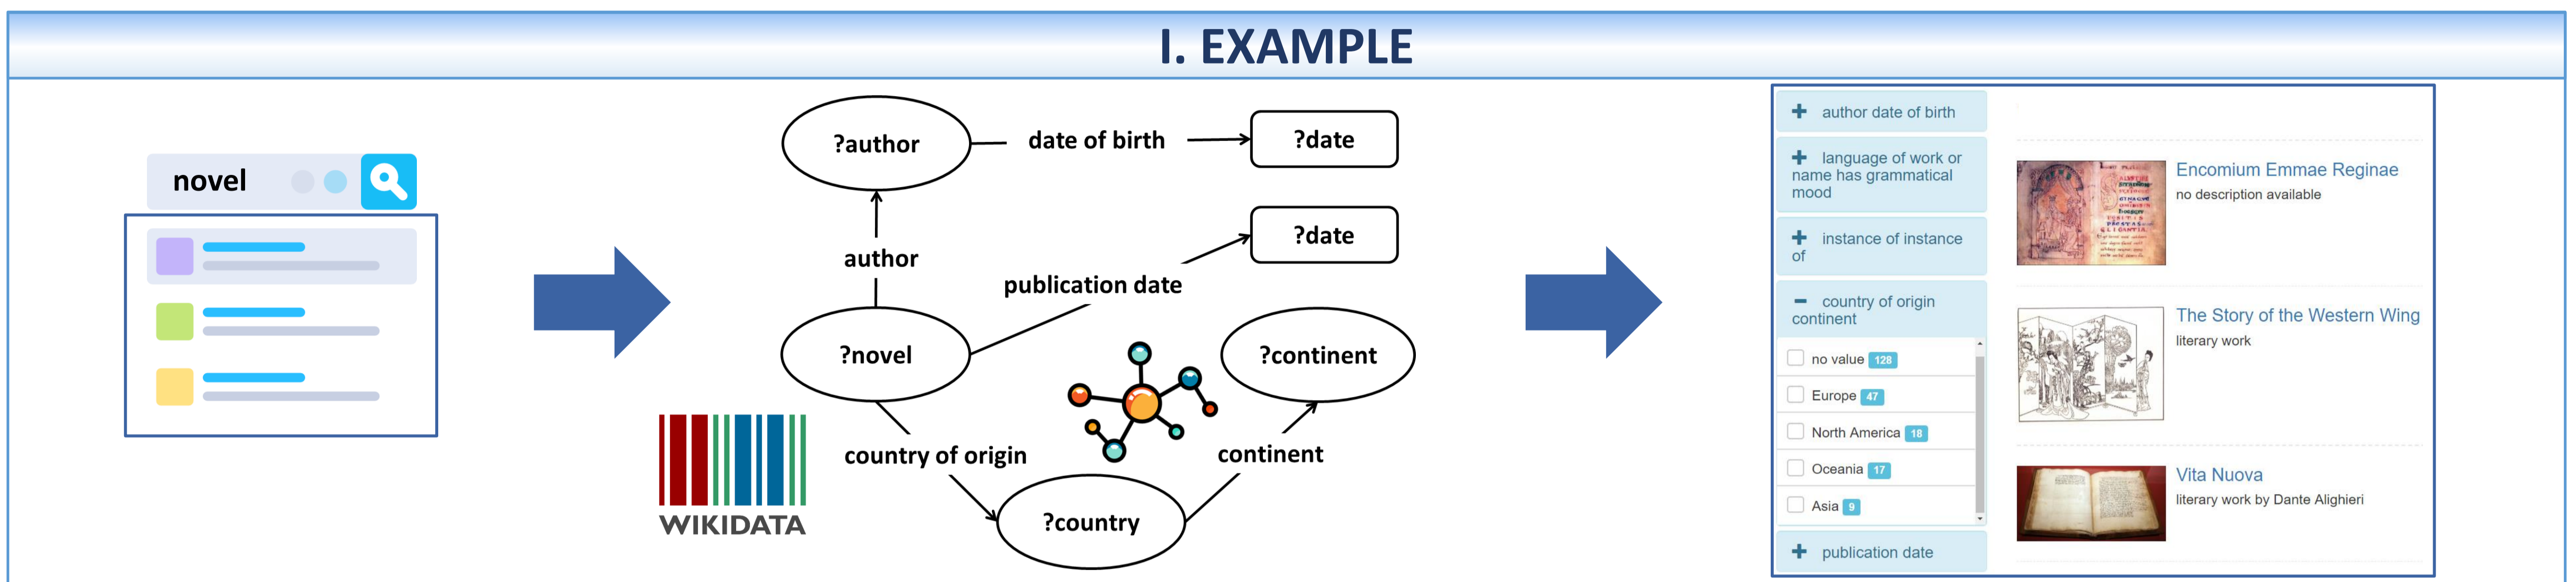 I. EXAMPLE
novel
?author
date of birth
?date
?date
author
publication date
?novel
?continent
country of origin
continent
?country
WIKIDATA
+ author date of birth
+ language of work or
name has grammatical
mood
+ instance of instance
of
− country of origin
continent
no value 128
Europe 47
North America 18
Oceania 17
Asia 9
+ publication date
Encomium Emmae Reginae
no description available
The Story of the Western Wing
literary work
Vita Nuova
literary work by Dante Alighieri